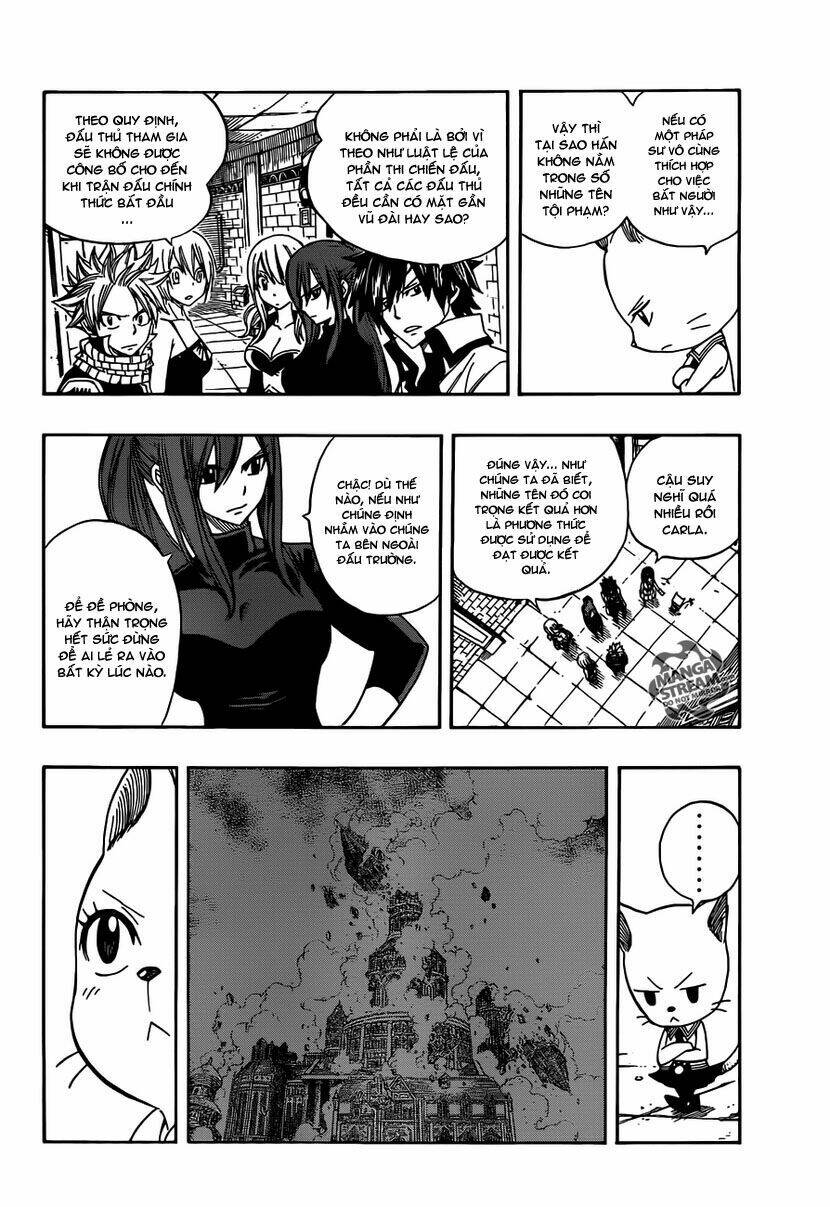 NẾU CÓ
MỘT PHÁP
SƯ VÔ CÙNG
THÍCH HỢP
CHO VIỆC
BẮT NGƯỜI
NHƯ VẬY...
VẬY THÌ
TẠI SAO HẮN
KHÔNG NẰM
TRONG SỐ
NHỮNG TÊN
TỘI PHẠM?
KHÔNG PHẢI LÀ BỞI VÌ
THEO NHƯ LUẬT LỆ CỦA
PHẦN THI CHIẾN ĐẤU,
TẤT CẢ CÁC ĐẤU THỦ
ĐỀU CẦN CÓ MẶT GẦN
VŨ ĐÀI HAY SAO?
THEO QUY ĐỊNH,
ĐẤU THỦ THAM GIA
SẼ KHÔNG ĐƯỢC
CÔNG BỐ CHO ĐẾN
KHI TRẬN ĐẤU CHÍNH
THỨC BẮT ĐẦU
...
CẬU SUY
NGHĨ QUÁ
NHIỀU RỒI
CARLA.
ĐÚNG VẬY... NHƯ
CHÚNG TA ĐÃ BIẾT,
NHỮNG TÊN ĐÓ COI
TRỌNG KẾT QUẢ HƠN
LÀ PHƯƠNG THỨC
ĐƯỢC SỬ DỤNG ĐỂ
ĐẠT ĐƯỢC KẾT
QUẢ.
MANGA
STREAM
DO NOT MIRROR
CHẬC! DÙ THẾ
NÀO, NẾU NHƯ
CHÚNG ĐỊNH
NHẮM VÀO CHÚNG
TA BÊN NGOÀI
ĐẤU TRƯỜNG.
ĐỂ ĐỀ PHÒNG,
HÃY THẬN TRỌNG
HẾT SỨC ĐỪNG
ĐỂ AI LẺ RA VÀO
BẤT KỲ LÚC NÀO.
........